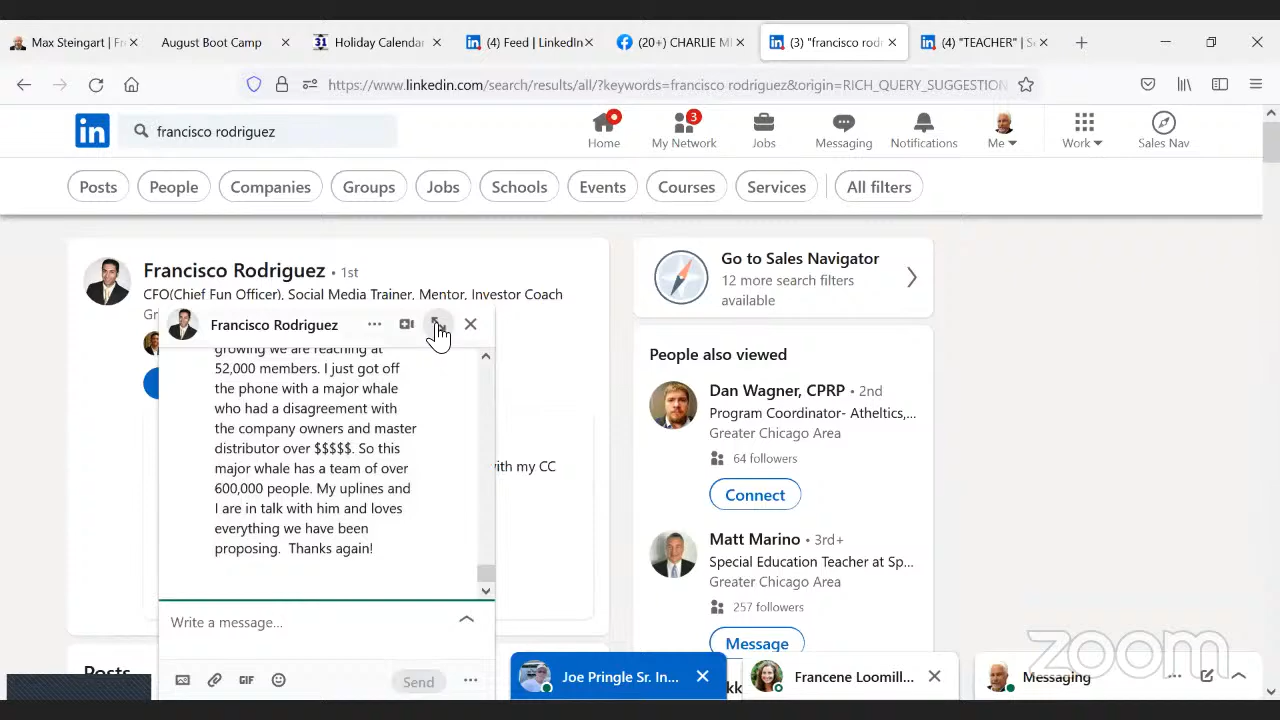 Max Steingart | Fr
August Boot Camp
31 Holiday Calenda
in (4) Feed | LinkedIn
(20+) CHARLIE M
in (3) "francisco rod
in (4) "TEACHER" | S
https://www.linkedin.com/search/results/all/?keywords=francisco rodriguez&origin=RICH_QUERY_SUGGESTION
in
francisco rodriguez
Home
3
My Network
Jobs
Messaging
Notifications
Me
Work
Sales Nav
Posts
People
Companies
Groups
Jobs
Schools
Events
Courses
Services
All filters
Francisco Rodriguez • 1st
CFO(Chief Fun Officer), Social Media Trainer, Mentor, Investor Coach
Gr
Francisco Rodriguez
growing we are reaching at
52,000 members. I just got off
the phone with a major whale
who had a disagreement with
the company owners and master
distributor over $$$$$. So this
major whale has a team of over
600,000 people. My uplines and
I are in talk with him and loves
everything we have been
proposing. Thanks again!
with my CC
Write a message...
GIF
Send
Posts
Go to Sales Navigator
12 more search filters
available
People also viewed
Dan Wagner, CPRP • 2nd
Program Coordinator- Atheltics,...
Greater Chicago Area
64 followers
Connect
Matt Marino • 3rd+
Special Education Teacher at Sp...
Greater Chicago Area
257 followers
Message
zoom
Joe Pringle Sr. In...
Francene Loomill...
Messaging